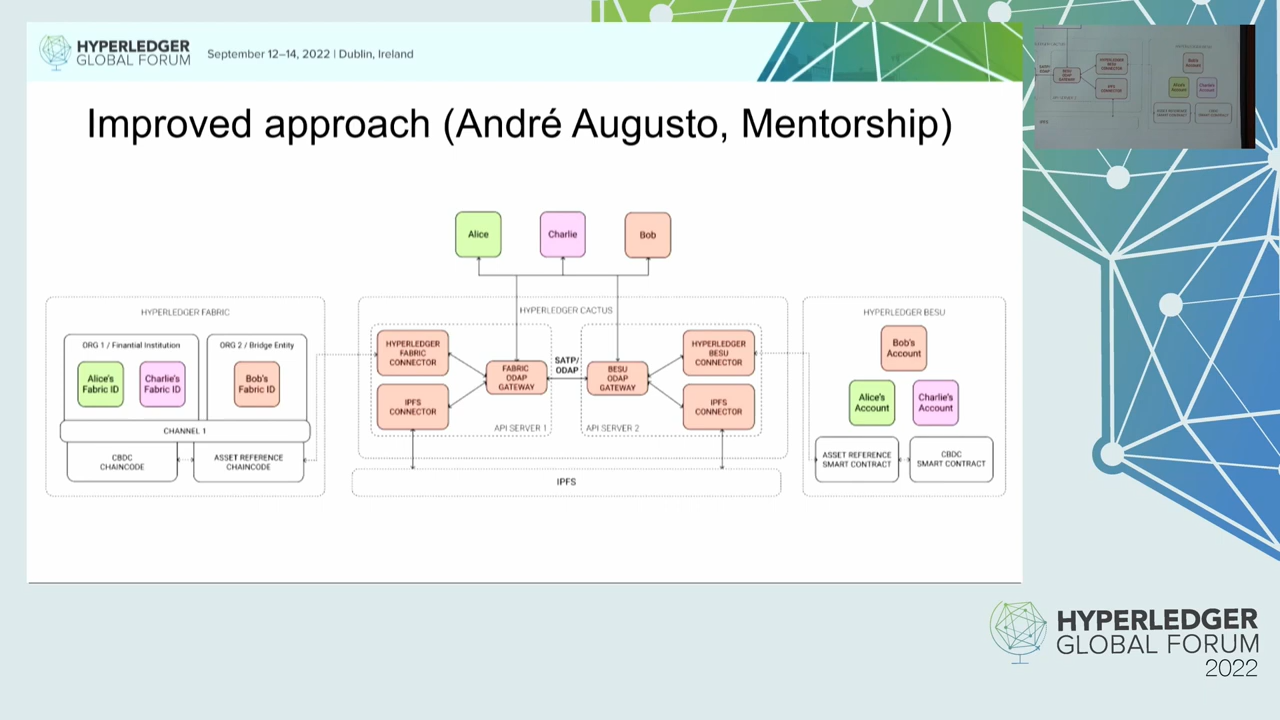 HYPERLEDGER
GLOBAL FORUM
September 12–14, 2022 | Dublin, Ireland
Improved approach (André Augusto, Mentorship)
Alice
Charlie
Bob
HYPERLEDGER FABRIC
ORG 1 / Finantial Institution
Alice's
Fabric ID
Charlie's
Fabric ID
ORG 2 / Bridge Entity
Bob's
Fabric ID
CHANNEL 1
CBDC
CHAINCODE
ASSET REFERENCE
CHAINCODE
HYPERLEDGER CACTUS
HYPERLEDGER
FABRIC
CONNECTOR
IPFS
CONNECTOR
FABRIC
ODAP
GATEWAY
API SERVER 1
SATP/
ODAP
BESU
ODAP
GATEWAY
HYPERLEDGER
BESU
CONNECTOR
IPFS
CONNECTOR
API SERVER 2
IPFS
HYPERLEDGER BESU
Bob's
Account
Alice's
Account
Charlie's
Account
ASSET REFERENCE
SMART CONTRACT
CBDC
SMART CONTRACT
HYPERLEDGER
GLOBAL FORUM
2022